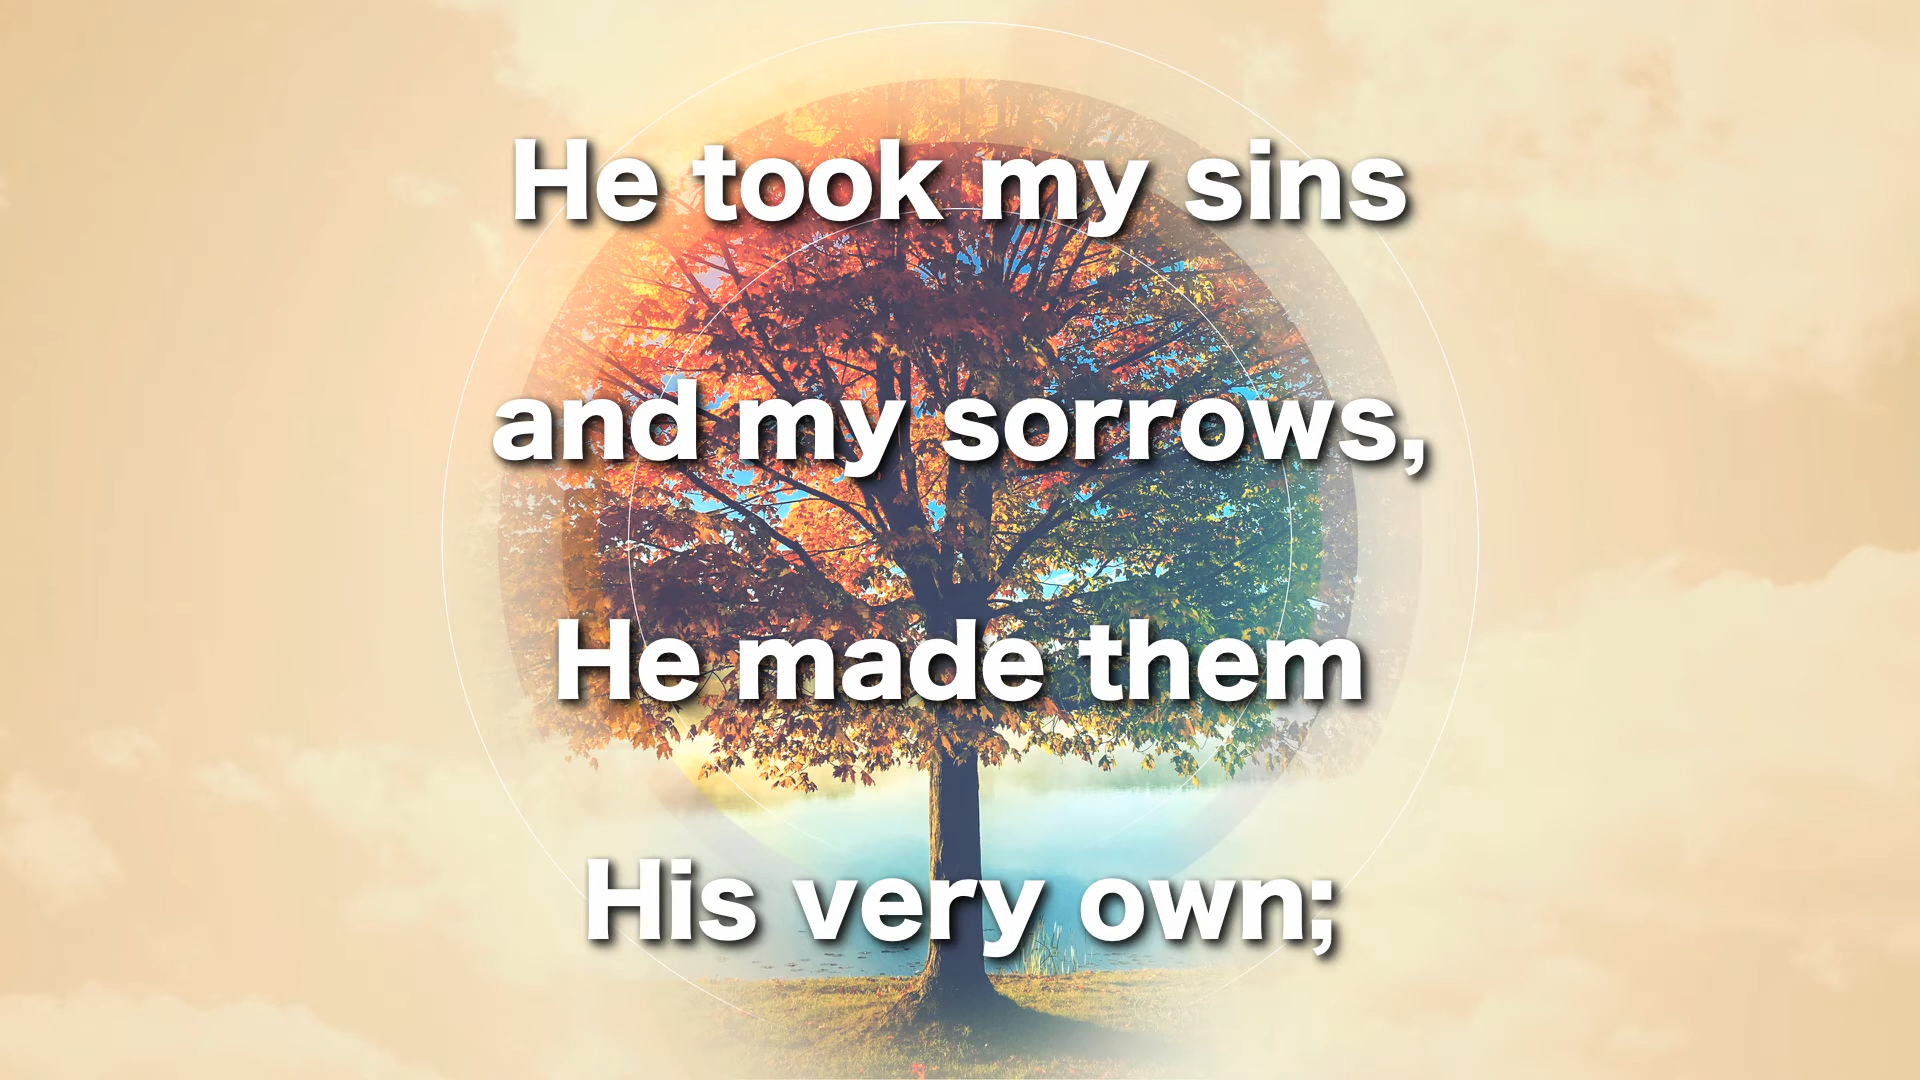 He took my sins
and my sorrows,
He made them
His very own;